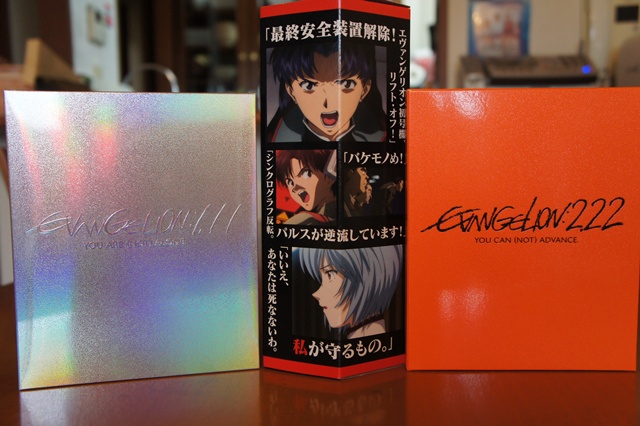 EVANGELION:1.11
YOU ARE (NOT) ALONE.
「最終安全装置解除!
エヴァンゲリオン初号機、
リフト・オフ!」
「バケモノめ!」
「シンクログラフ反転。
パルスが逆流しています!」
「いいえ、
あなたは死なないわ。
私が守るもの。」
EVANGELION:2.22
YOU CAN (NOT) ADVANCE.